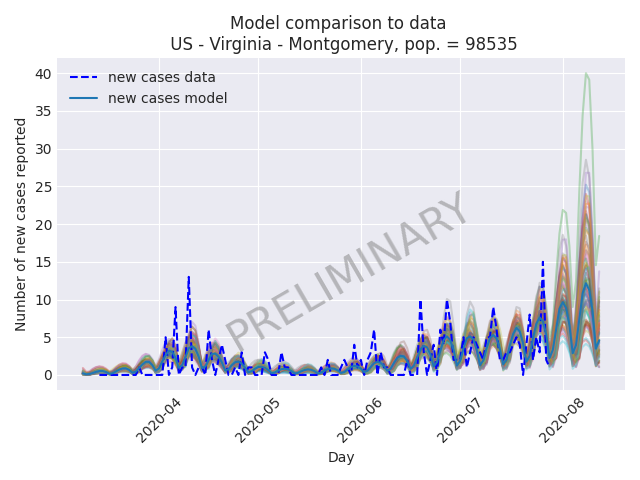 Model comparison to data
US - Virginia - Montgomery, pop. = 98535
new cases data
new cases model
Number of new cases reported
40
35
30
25
20
15
10
5
0
PRELIMINARY
2020-04
2020-05
2020-06
2020-07
2020-08
Day